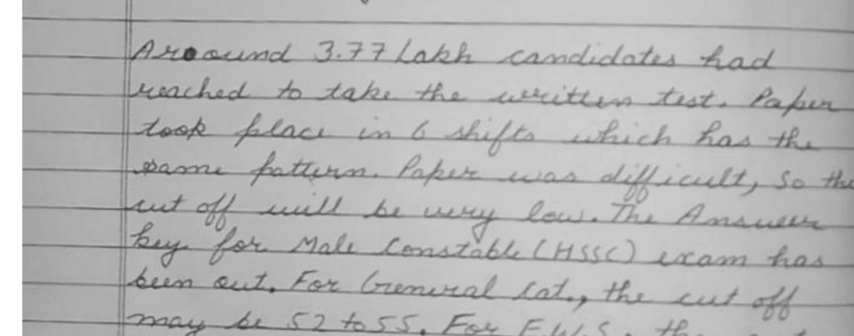 Around 3.77 Lakh candidates had
reached to take the written test. Paper
took place in 6 shifts which has the
same pattern. Paper was difficult, so the
cut off will be very low. The Answer
key for Male Constable (HSSC) exam has
been out. For General Cat., the cut off
may be 52 to 55. For E.W.S. the